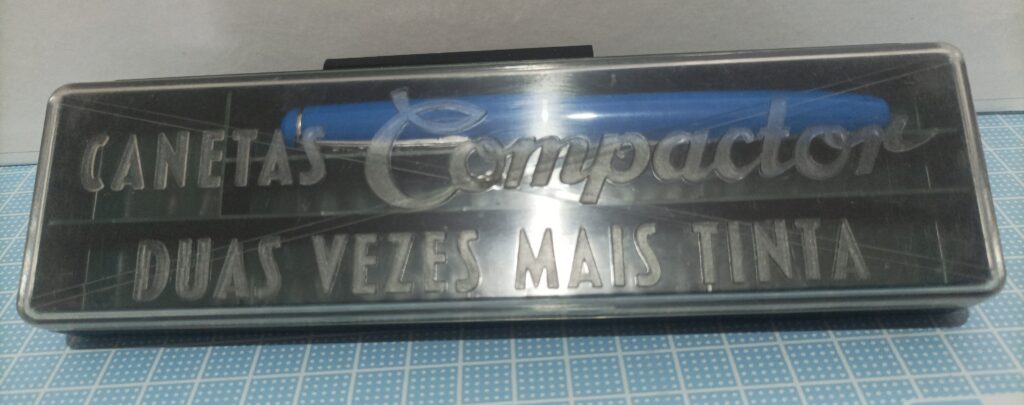 CANETAS Compactor
DUAS VEZES MAIS TINTA